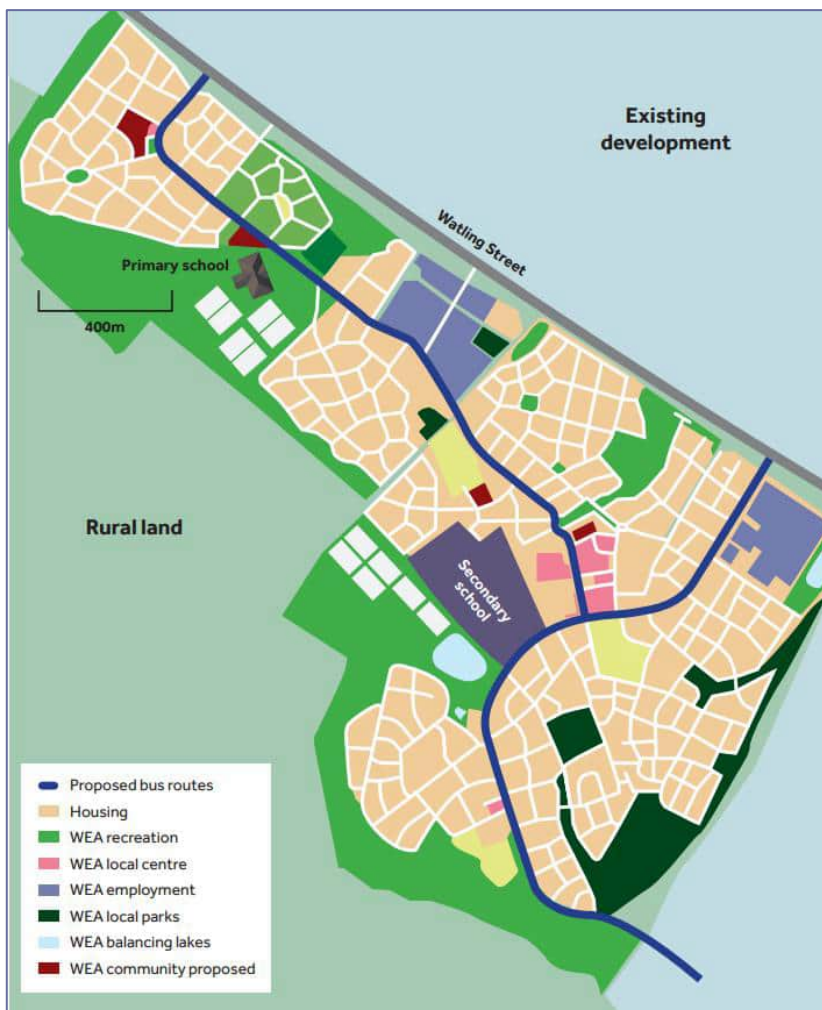 Existing
development
Watling Street
Primary school
400m
Rural land
Secondary
school
Proposed bus routes
Housing
WEA recreation
WEA local centre
WEA employment
WEA local parks
WEA balancing lakes
WEA community proposed